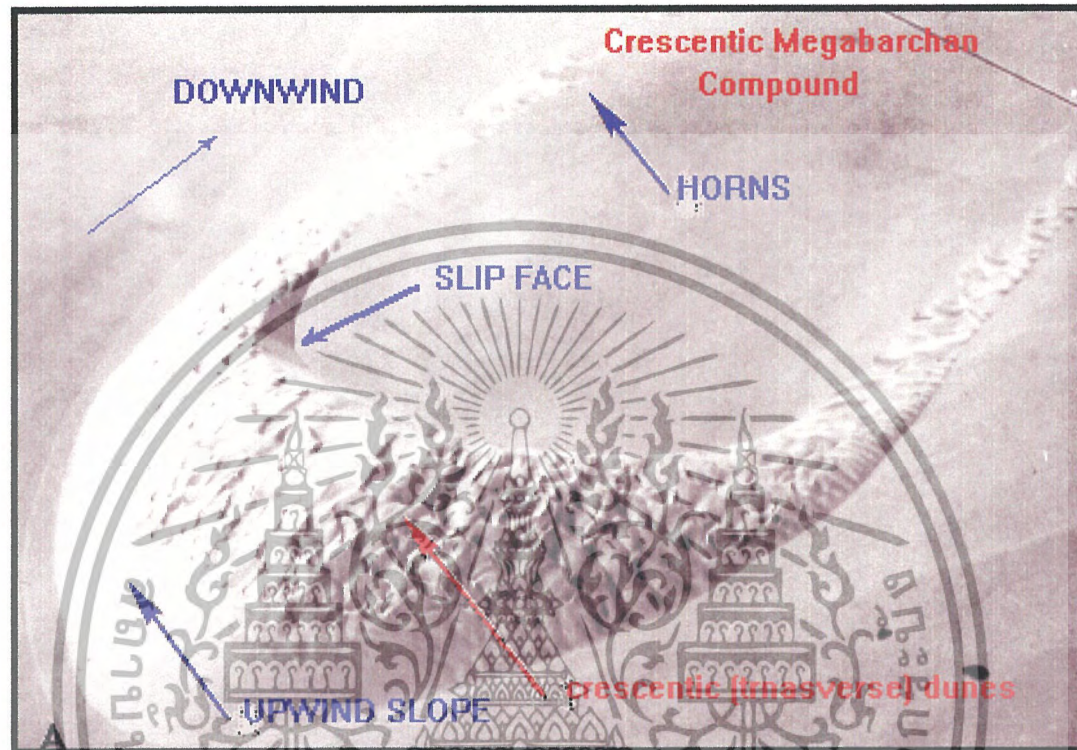 Crescentic Megabarchan
Compound
DOWNWIND
HORNS
SLIP FACE
crescentic (trnasverse) dunes
UPWIND SLOPE
A